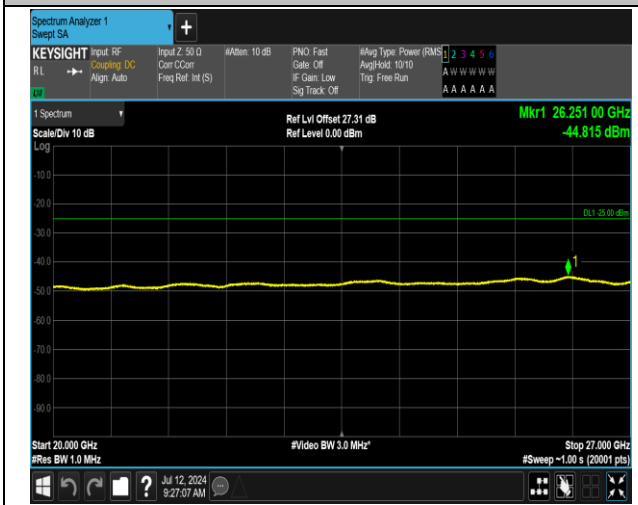 Spectrum Analyzer 1
Swept SA
+
KEYSIGHT Input: RF Input Z: 50 Ω #Atten: 10 dB PNO: Fast #Avg Type: Power (RMS 1 2 3 4 5 6
RL Coupling: DC Corr CCorr Gate: Off Avg|Hold: 10/10 A W W W W W
Align: Auto Freq Ref: Int (S) IF Gain: Low Trig: Free Run
Sig Track: Off A A A A A A
1 Spectrum
Ref Lvl Offset 27.31 dB Mkr1 26.251 00 GHz
Scale/Div 10 dB Ref Level 0.00 dBm -44.815 dBm
Log
-10.0
-20.0
DL1 -25.00 dBm
-30.0
-40.0
1
-50.0
-60.0
-70.0
-80.0
-90.0
Start 20.000 GHz #Video BW 3.0 MHz* Stop 27.000 GHz
#Res BW 1.0 MHz #Sweep ~1.00 s (20001 pts)
? Jul 12, 2024
9:27:07 AM